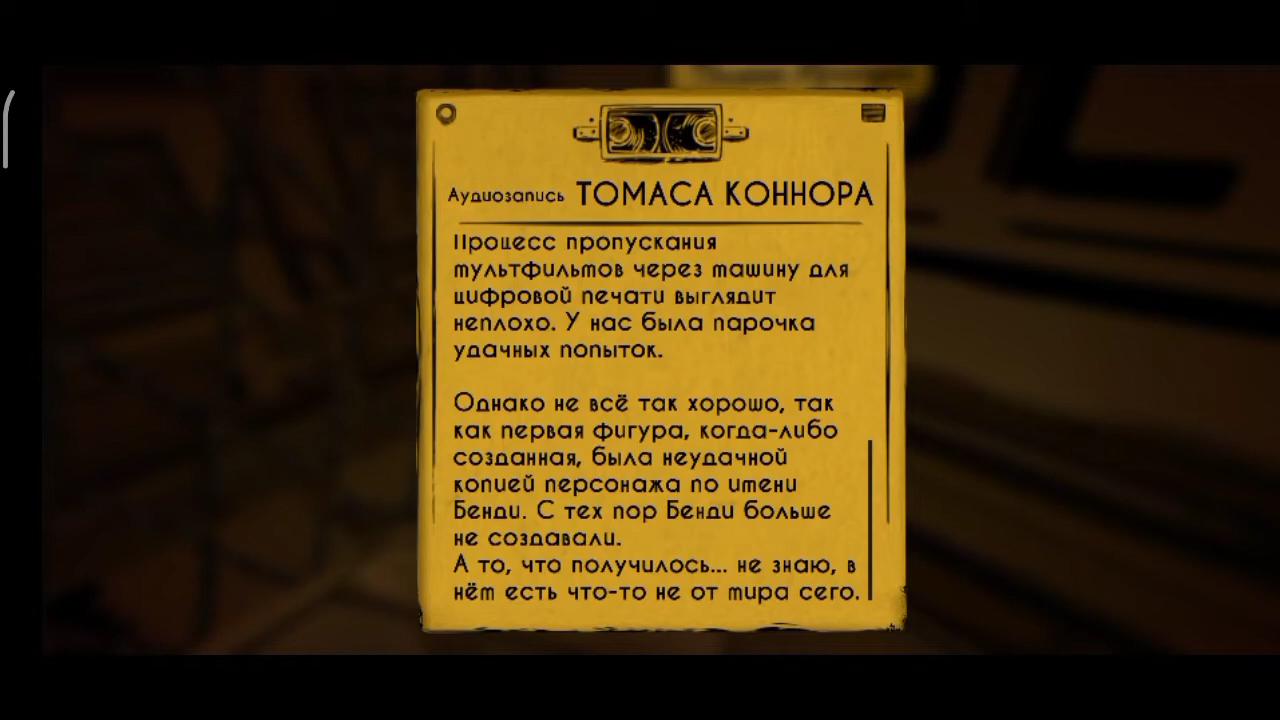 Аудиозапись ТОМАСА КОННОРА
Процесс пропускания
мультфильмов через машину для
цифровой печати выглядит
неплохо. У нас была парочка
удачных попыток.
Однако не всё так хорошо, так
как первая фигура, когда-либо
созданная, была неудачной
копией персонажа по имени
Бенди. С тех пор Бенди больше
не создавали.
А то, что получилось... не знаю, в
нём есть что-то не от мира сего.